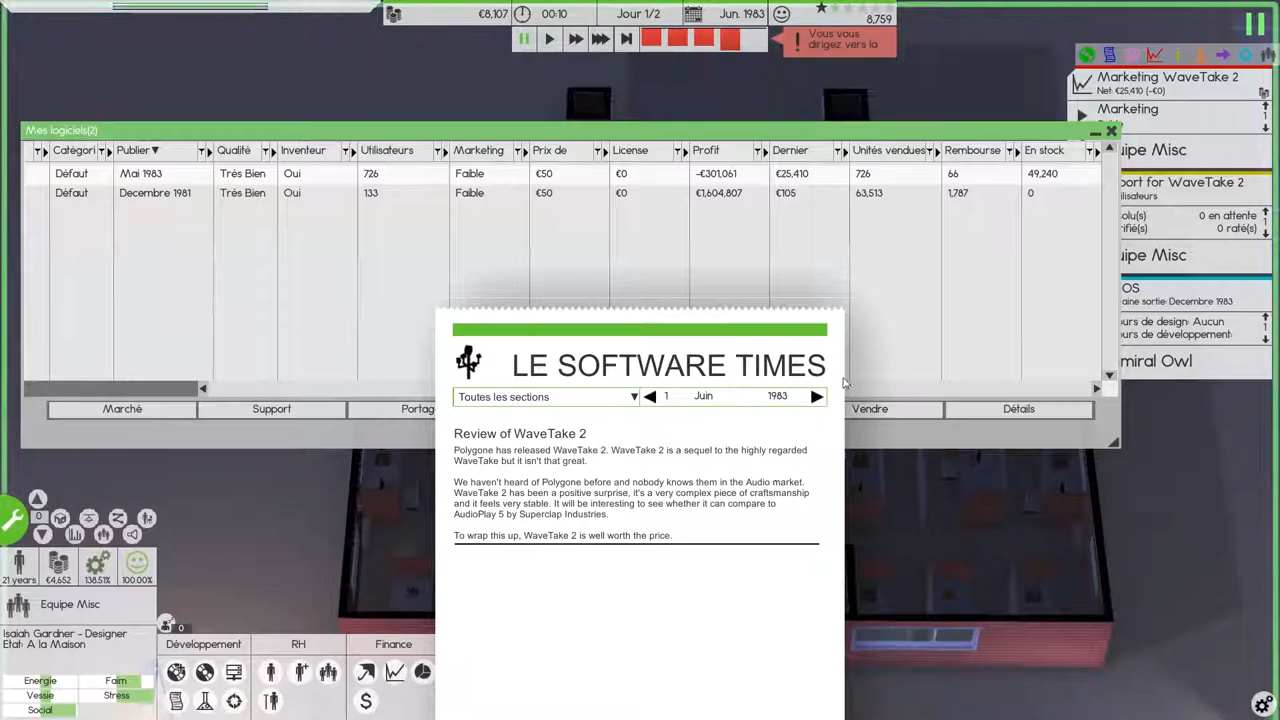 €8,107 00:10 Jour 1/2 Jun. 1983 8,759
Vous vous
dirigez vers la
Marketing WaveTake 2
Net: €25,410 (-€0)
Marketing
1
Mes logiciels(2)
Catégori Publier Qualité Inventeur Utilisateurs Marketing Prix de License Profit Dernier Unités vendues Rembourse En stock
Défaut Mai 1983 Très Bien Oui 726 Faible €50 €0 -€301,061 €25,410 726 66 49,240
Défaut Decembre 1981 Très Bien Oui 133 Faible €50 €0 €1,604,807 €105 63,513 1,787 0
uipe Misc
port for WaveTake 2
ilisateurs
olu(s) 0 en attente
rifié(s) 0 raté(s)
1
uipe Misc
OS
aine sortie: Decembre 1983
ours de design: Aucun
ours de développement:
1
miral Owl
Marché Support Portag Vendre Détails
LE SOFTWARE TIMES
Toutes les sections 1 Juin 1983
Review of WaveTake 2
Polygone has released WaveTake 2. WaveTake 2 is a sequel to the highly regarded
WaveTake but it isn't that great.
We haven't heard of Polygone before and nobody knows them in the Audio market.
WaveTake 2 has been a positive surprise, it's a very complex piece of craftsmanship
and it feels very stable. It will be interesting to see whether it can compare to
AudioPlay 5 by Superclap Industries.
To wrap this up, WaveTake 2 is well worth the price.
0
21 years €4,652 138.51% 100.00%
Equipe Misc
Isaiah Gardner - Designer
Etat: A la Maison
Energie Faim
Vessie Stress
Social
0
Développement RH Finance